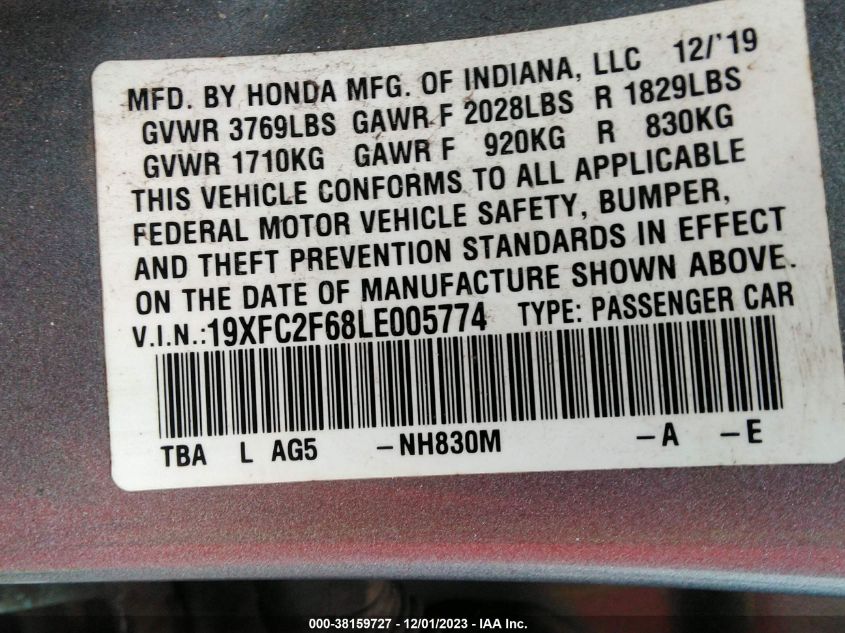 MFD. BY HONDA MFG. OF INDIANA, LLC 12/'19
GVWR 3769LBS GAWR F 2028LBS R 1829LBS
GVWR 1710KG GAWR F 920KG R 830KG
THIS VEHICLE CONFORMS TO ALL APPLICABLE
FEDERAL MOTOR VEHICLE SAFETY, BUMPER,
AND THEFT PREVENTION STANDARDS IN EFFECT
ON THE DATE OF MANUFACTURE SHOWN ABOVE.
V.I.N.:19XFC2F68LE005774 TYPE: PASSENGER CAR
TBA L AG5 -NH830M -A -E
000-38159727 - 12/01/2023 - IAA Inc.